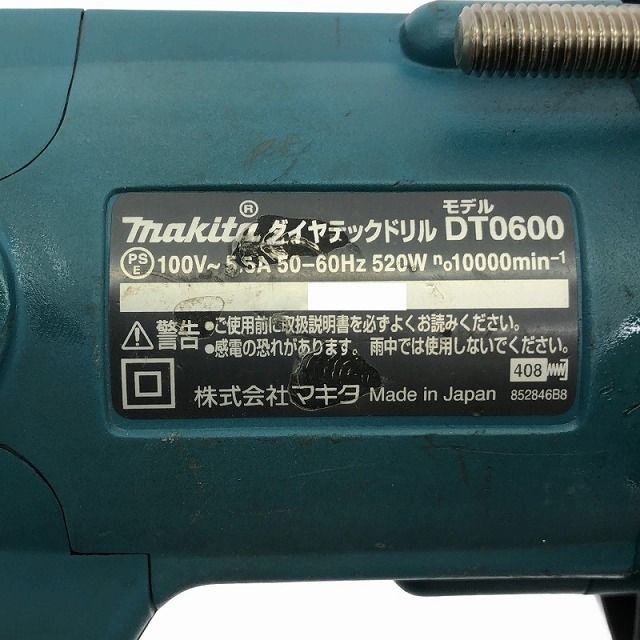 makita® ダイヤテックドリル モデル DT0600
PS E 100V～ 5.5A 50-60Hz 520W n₀10000min⁻¹
警告 ●ご使用前に取扱説明書を必ずよくお読みください。
●感電の恐れがあります。雨中では使用しないでください。
408
株式会社マキタ Made in Japan 852846B8